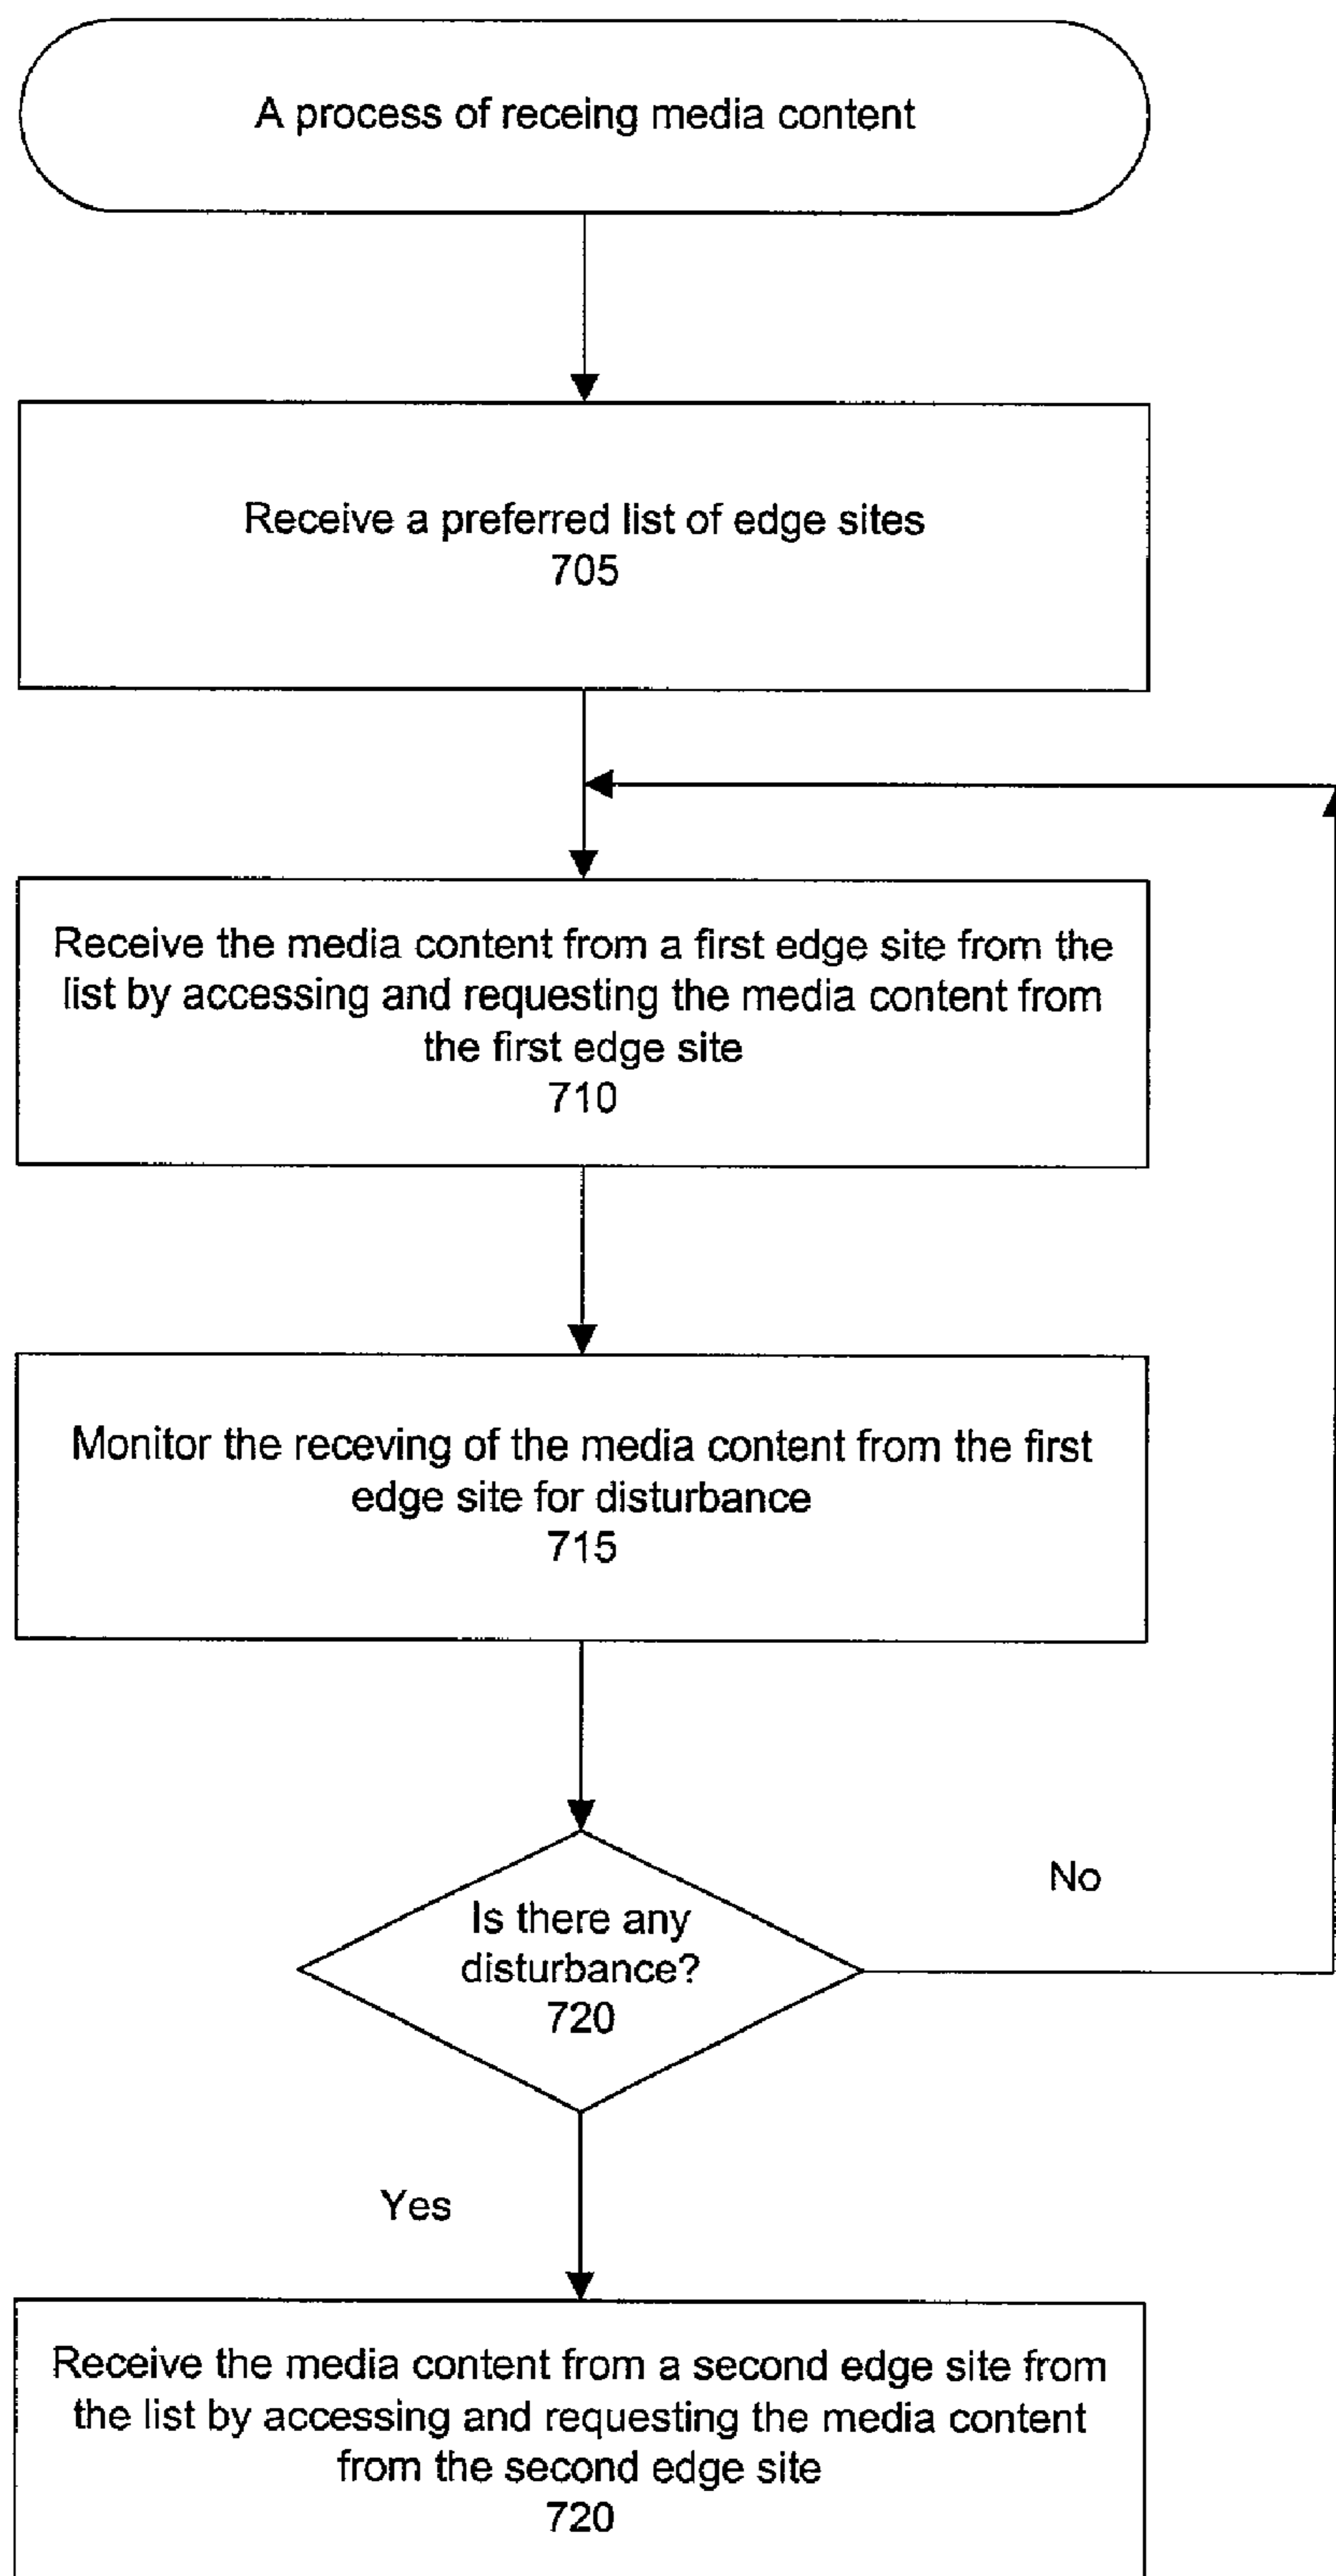 A process of receing media content
Receive a preferred list of edge sites
705
Receive the media content from a first edge site from the
list by accessing and requesting the media content from
the first edge site
710
Monitor the receving of the media content from the first
edge site for disturbance
715
Is there any
disturbance?
720
No
Yes
Receive the media content from a second edge site from
the list by accessing and requesting the media content
from the second edge site
720